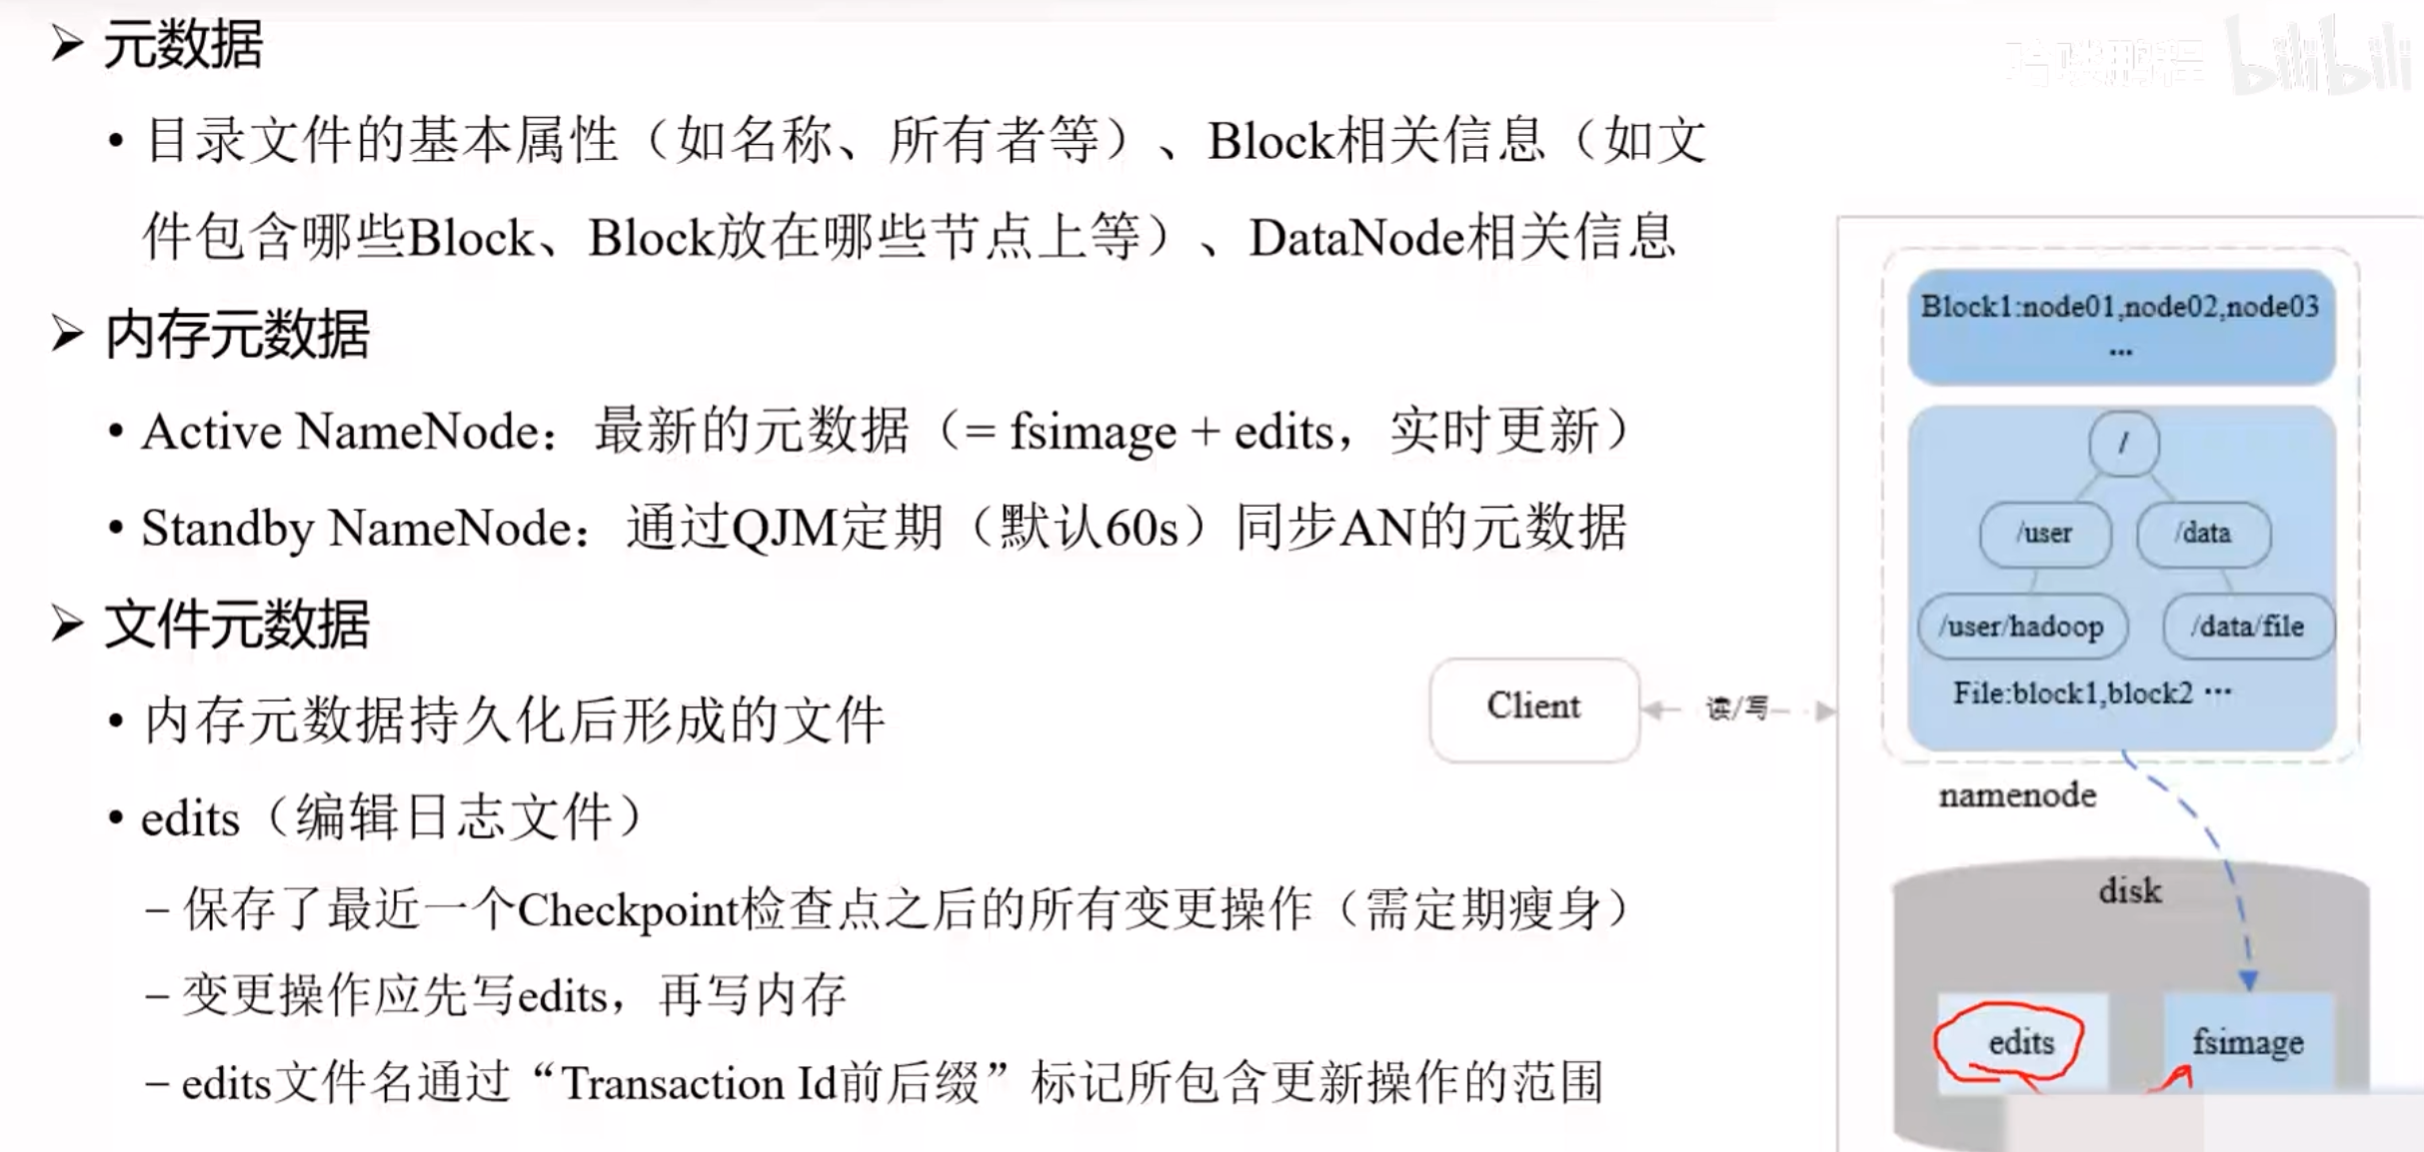 哈喽鹏程 bilibili
➢ 元数据
• 目录文件的基本属性（如名称、所有者等）、Block相关信息（如文
件包含哪些Block、Block放在哪些节点上等）、DataNode相关信息
➢ 内存元数据
• Active NameNode：最新的元数据（= fsimage + edits，实时更新）
• Standby NameNode：通过QJM定期（默认60s）同步AN的元数据
➢ 文件元数据
• 内存元数据持久化后形成的文件
• edits（编辑日志文件）
– 保存了最近一个Checkpoint检查点之后的所有变更操作（需定期瘦身）
– 变更操作应先写edits，再写内存
– edits文件名通过“Transaction Id前后缀”标记所包含更新操作的范围
Client
读/写
Block1:node01,node02,node03
...
/
/user
/data
/user/hadoop
/data/file
File:block1,block2 ...
namenode
disk
edits
fsimage